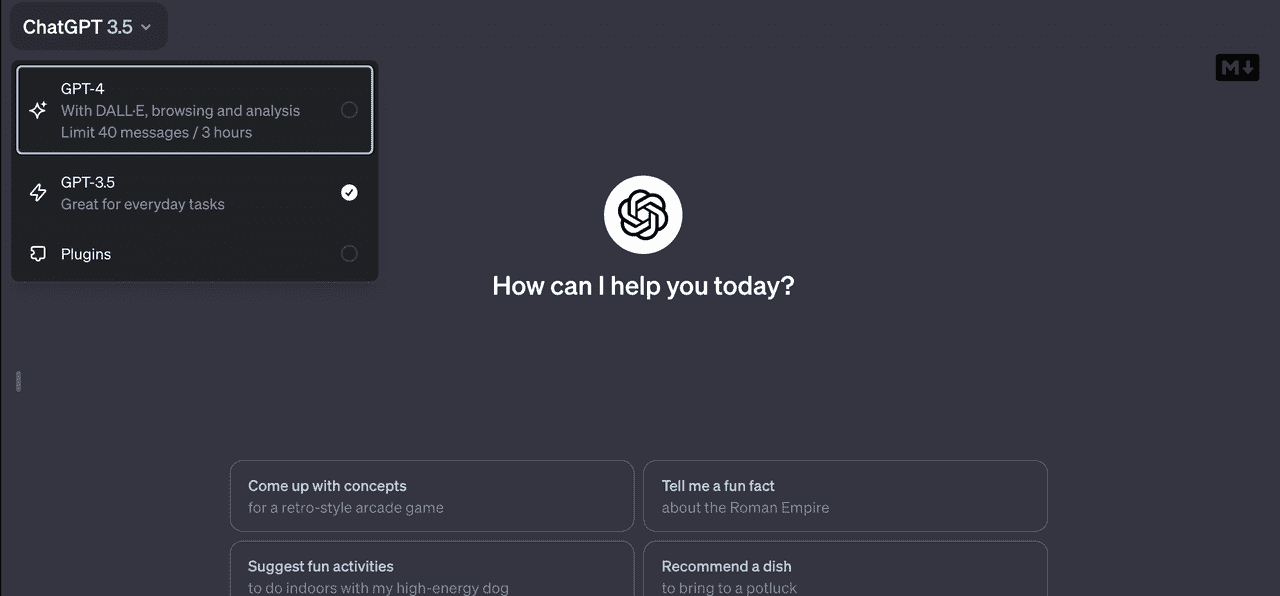 ChatGPT 3.5
GPT-4
With DALL·E, browsing and analysis
Limit 40 messages / 3 hours
GPT-3.5
Great for everyday tasks
Plugins
M
How can I help you today?
Come up with concepts
for a retro-style arcade game
Tell me a fun fact
about the Roman Empire
Suggest fun activities
to do indoors with my high-energy dog
Recommend a dish
to bring to a potluck